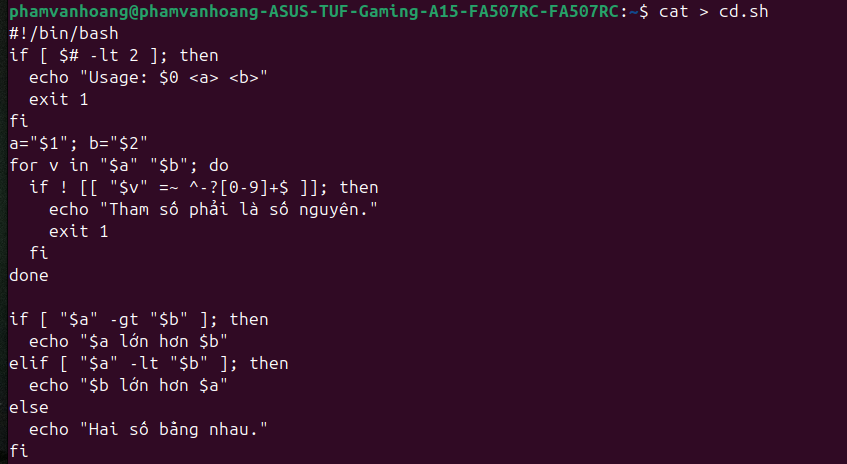 phamvanhoang@phamvanhoang-ASUS-TUF-Gaming-A15-FA507RC-FA507RC:~$ cat > cd.sh
#!/bin/bash
if [ $# -lt 2 ]; then
  echo "Usage: $0 <a> <b>"
  exit 1
fi
a="$1"; b="$2"
for v in "$a" "$b"; do
  if ! [[ "$v" =~ ^-?[0-9]+$ ]]; then
    echo "Tham số phải là số nguyên."
    exit 1
  fi
done

if [ "$a" -gt "$b" ]; then
  echo "$a lớn hơn $b"
elif [ "$a" -lt "$b" ]; then
  echo "$b lớn hơn $a"
else
  echo "Hai số bằng nhau."
fi